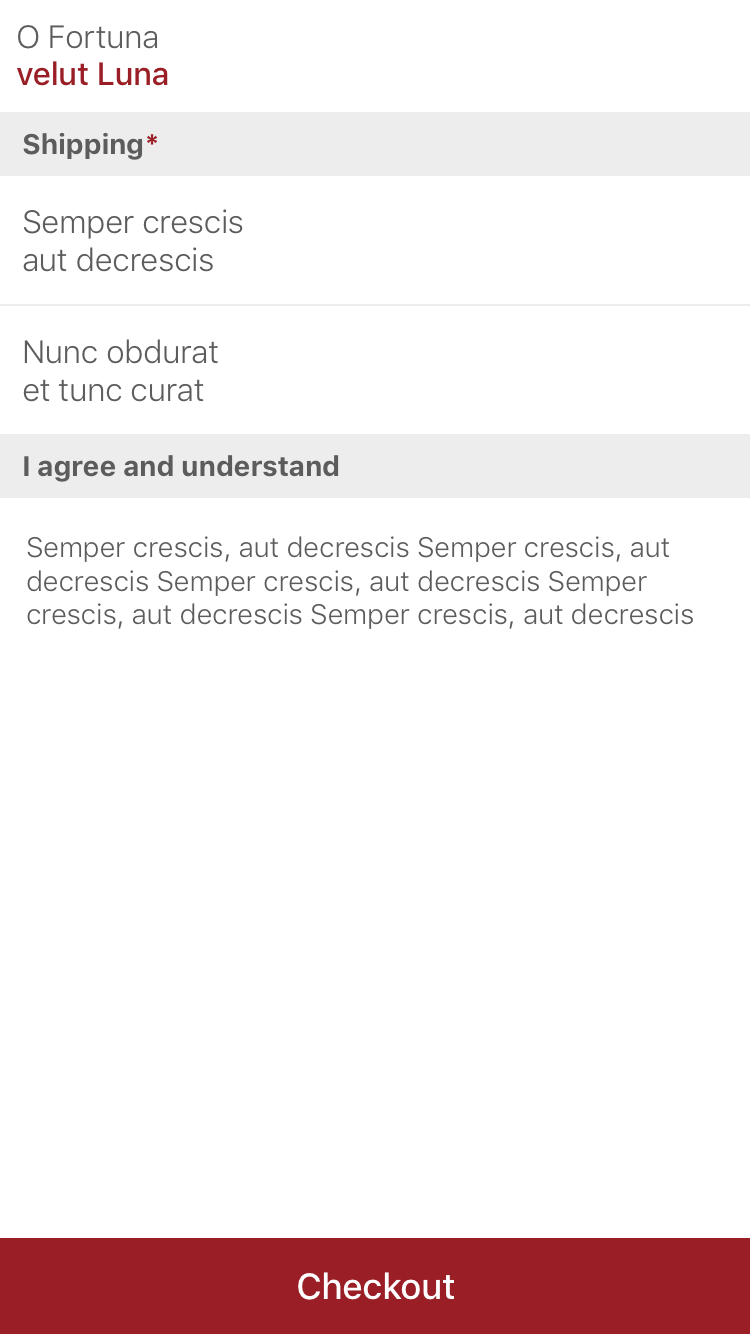 O Fortuna
velut Luna
Shipping*
Semper crescis
aut decrescis
Nunc obdurat
et tunc curat
I agree and understand
Semper crescis, aut decrescis Semper crescis, aut
decrescis Semper crescis, aut decrescis Semper
crescis, aut decrescis Semper crescis, aut decrescis
Checkout